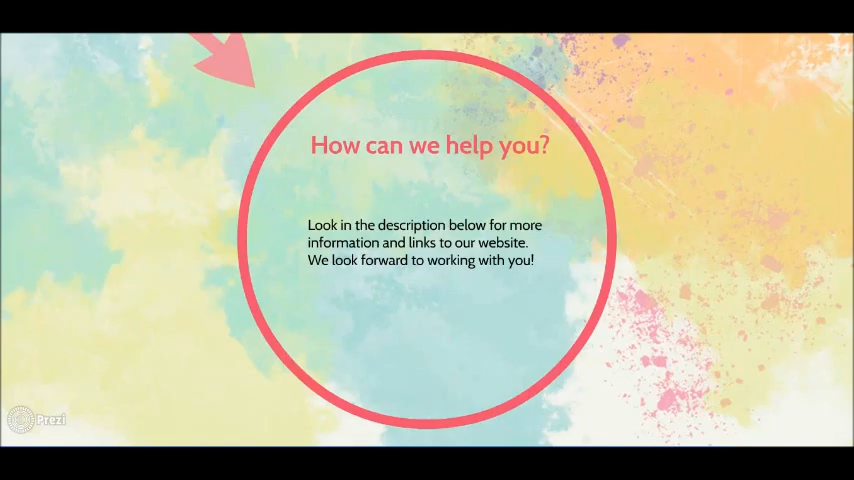 How can we help you?
Look in the description below for more
information and links to our website.
We look forward to working with you!
Prezi